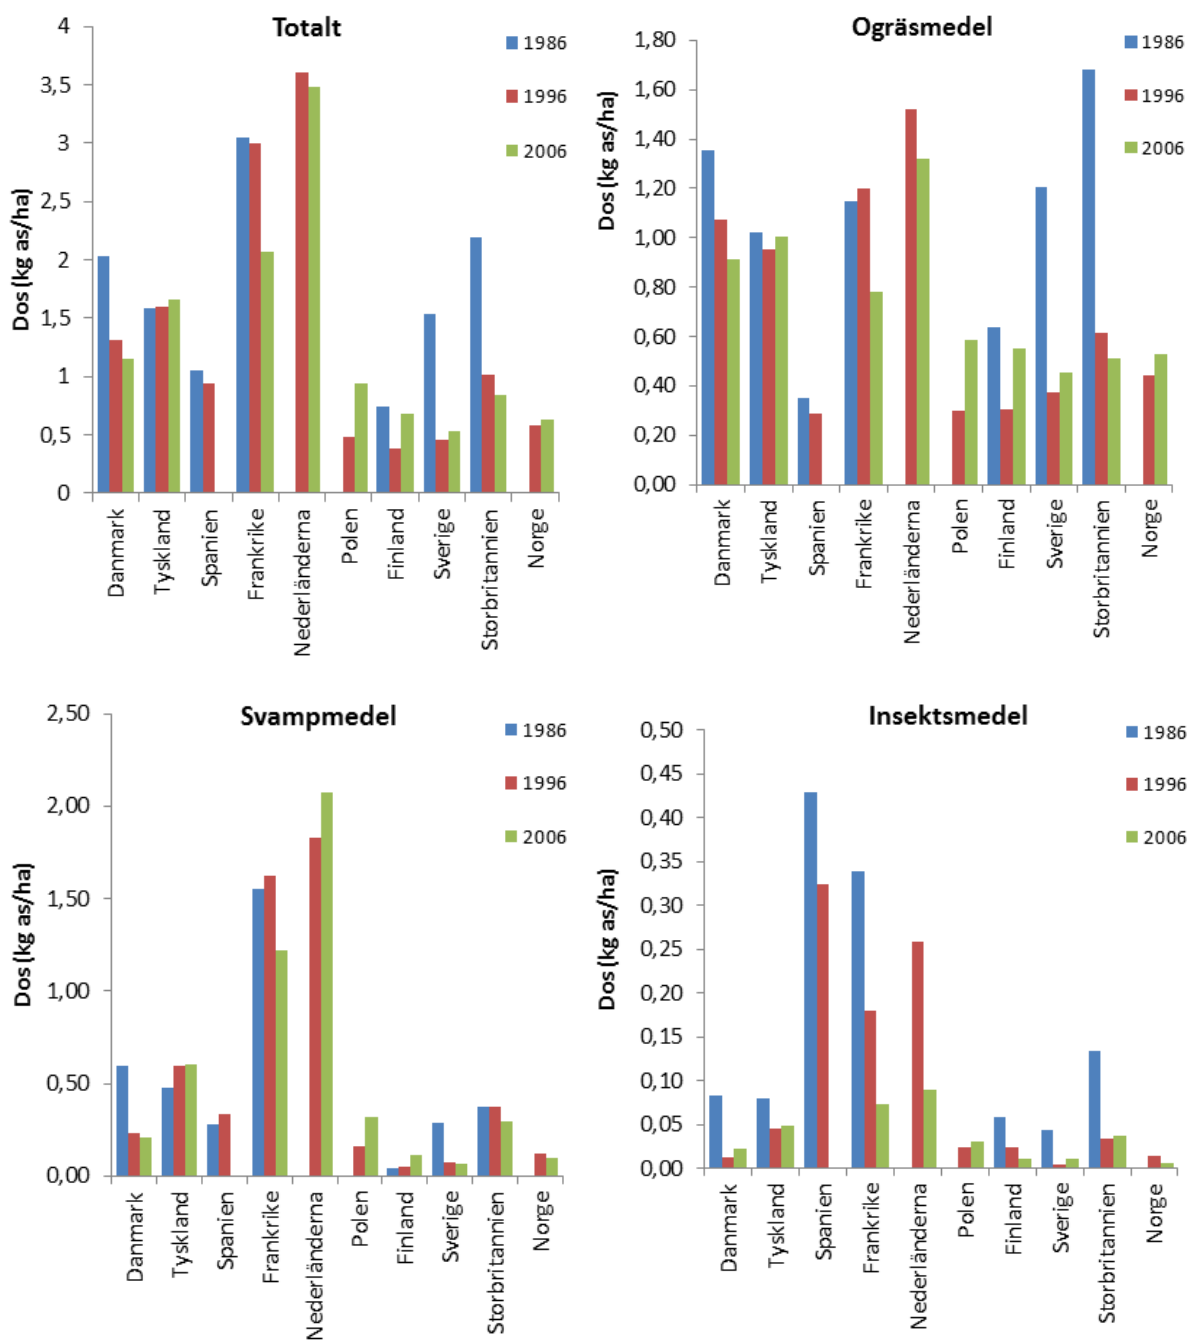 Totalt
4
3,5
3
2,5
2
1,5
1
0,5
0
Dos (kg as/ha)
1986
1996
2006
Danmark
Tyskland
Spanien
Frankrike
Nederländerna
Polen
Finland
Sverige
Storbritannien
Norge
Ogräsmedel
1,80
1,60
1,40
1,20
1,00
0,80
0,60
0,40
0,20
0,00
Dos (kg as/ha)
1986
1996
2006
Danmark
Tyskland
Spanien
Frankrike
Nederländerna
Polen
Finland
Sverige
Storbritannien
Norge
Svampmedel
2,50
2,00
1,50
1,00
0,50
0,00
Dos (kg as/ha)
1986
1996
2006
Danmark
Tyskland
Spanien
Frankrike
Nederländerna
Polen
Finland
Sverige
Storbritannien
Norge
Insektsmedel
0,50
0,45
0,40
0,35
0,30
0,25
0,20
0,15
0,10
0,05
0,00
Dos (kg as/ha)
1986
1996
2006
Danmark
Tyskland
Spanien
Frankrike
Nederländerna
Polen
Finland
Sverige
Storbritannien
Norge